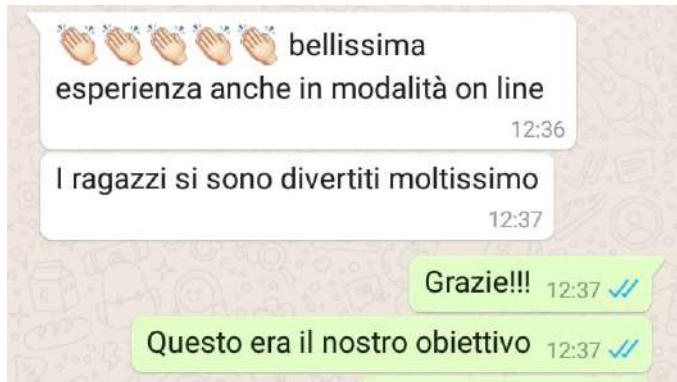 👏🏻👏🏻👏🏻👏🏻👏🏻 bellissima
esperienza anche in modalità on line
12:36
I ragazzi si sono divertiti moltissimo
12:37
Grazie!!! 12:37
Questo era il nostro obiettivo 12:37